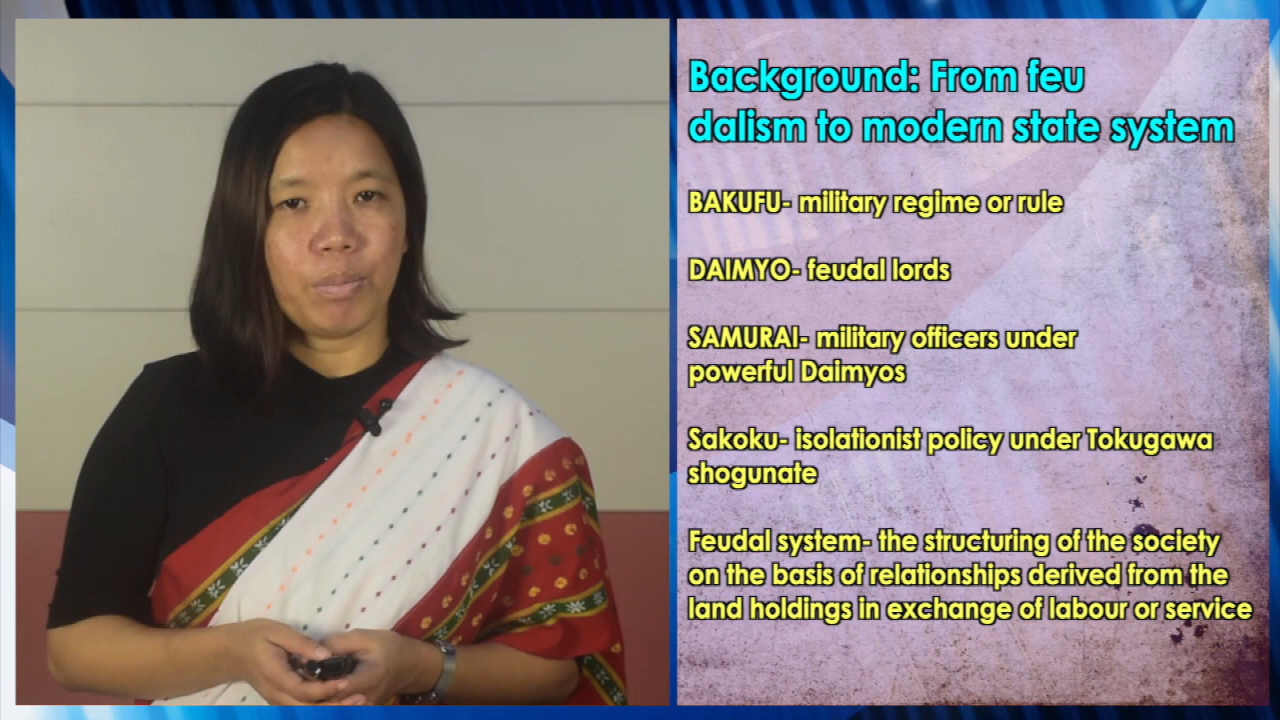 Background: From feu
dalism to modern state system
BAKUFU- military regime or rule
DAIMYO- feudal lords
SAMURAI- military officers under
powerful Daimyos
Sakoku- isolationist policy under Tokugawa
shogunate
Feudal system- the structuring of the society
on the basis of relationships derived from the
land holdings in exchange of labour or service